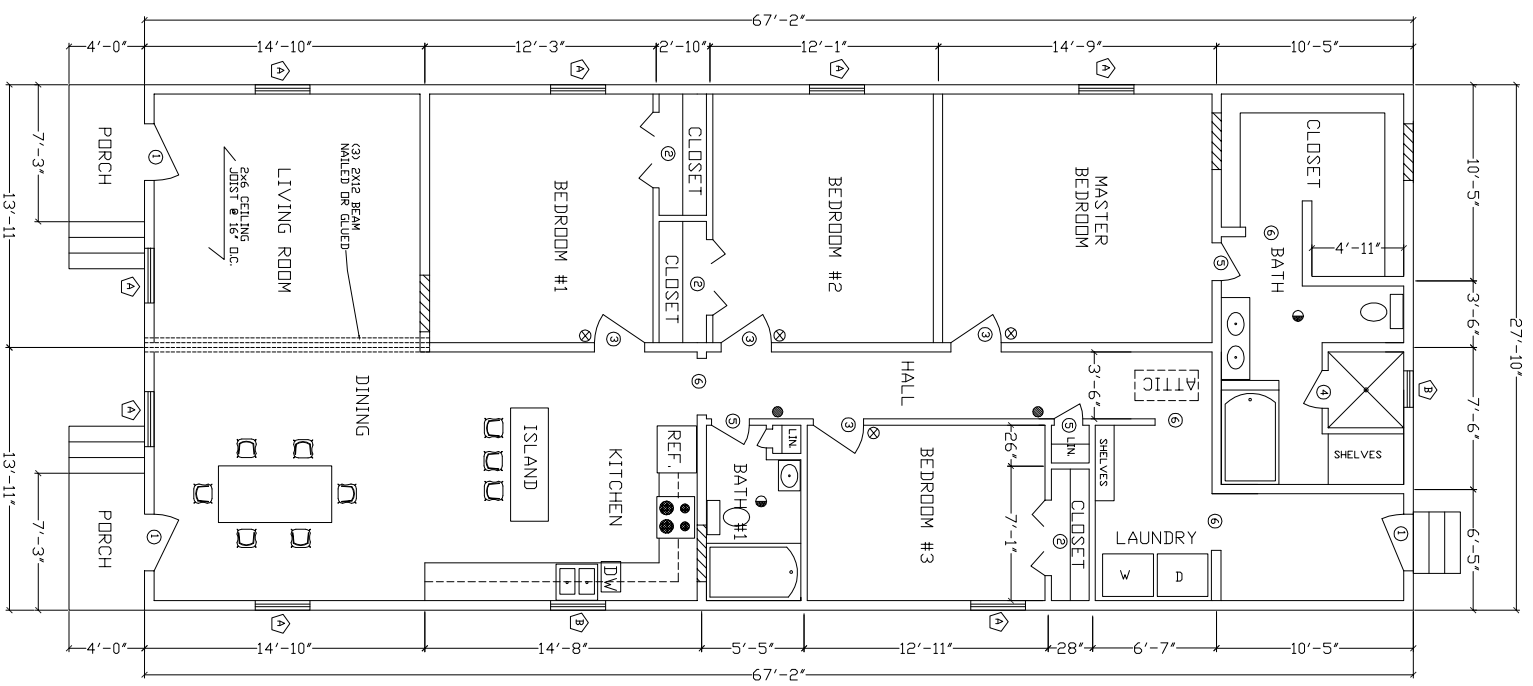 67'-2"
4'-0"
14'-10"
12'-3"
2'-10"
12'-1"
14'-9"
10'-5"
A
A
A
A
PORCH
7'-3"
13'-11
1
2x6 CEILING
JOIST @ 16" O.C.
LIVING ROOM
(3) 2X12 BEAM
NAILED OR GLUED
A
BEDROOM #1
CLOSET
2
CLOSET
2
BEDROOM #2
MASTER
BEDROOM
CLOSET
4'-11"
6
BATH
5
10'-5"
3'-6"
27'-10"
3
3
3
4
B
7'-6"
SHELVES
HALL
3'-6"
ATTIC
6
6
DINING
A
ISLAND
KITCHEN
REF.
5
LIN.
BATH #1
3
BEDROOM #3
26"
7'-1"
5
LIN.
SHELVES
CLOSET
2
LAUNDRY
W
D
6
1
6'-5"
13'-11
7'-3"
PORCH
1
DW
A
B
A
4'-0"
14'-10"
14'-8"
5'-5"
12'-11"
28"
6'-7"
10'-5"
67'-2"